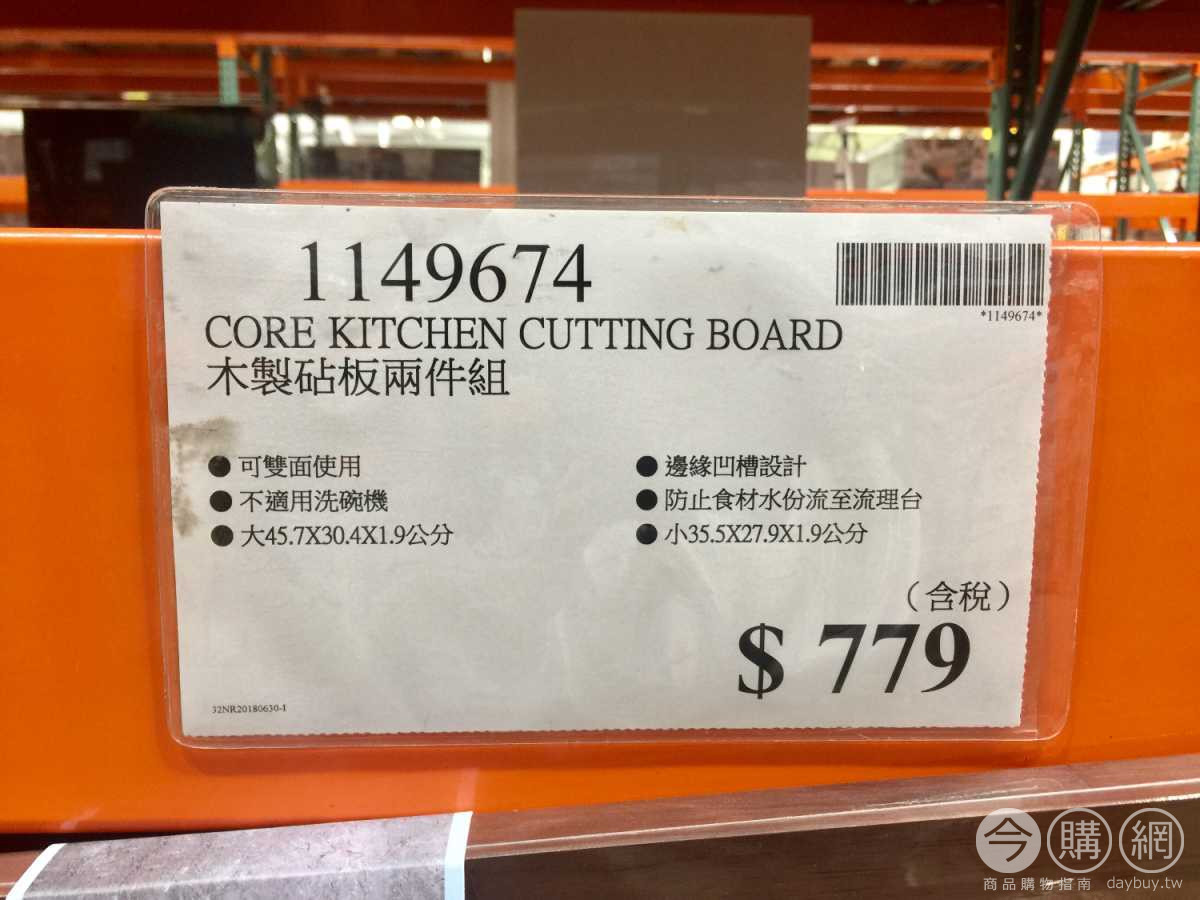 1149674
*1149674*
CORE KITCHEN CUTTING BOARD
木製砧板兩件組
● 可雙面使用
● 不適用洗碗機
● 大45.7X30.4X1.9公分
● 邊緣凹槽設計
● 防止食材水份流至流理台
● 小35.5X27.9X1.9公分
（含稅）
$ 779
32NR20180630-1
今購網
商品購物指南 daybuy.tw